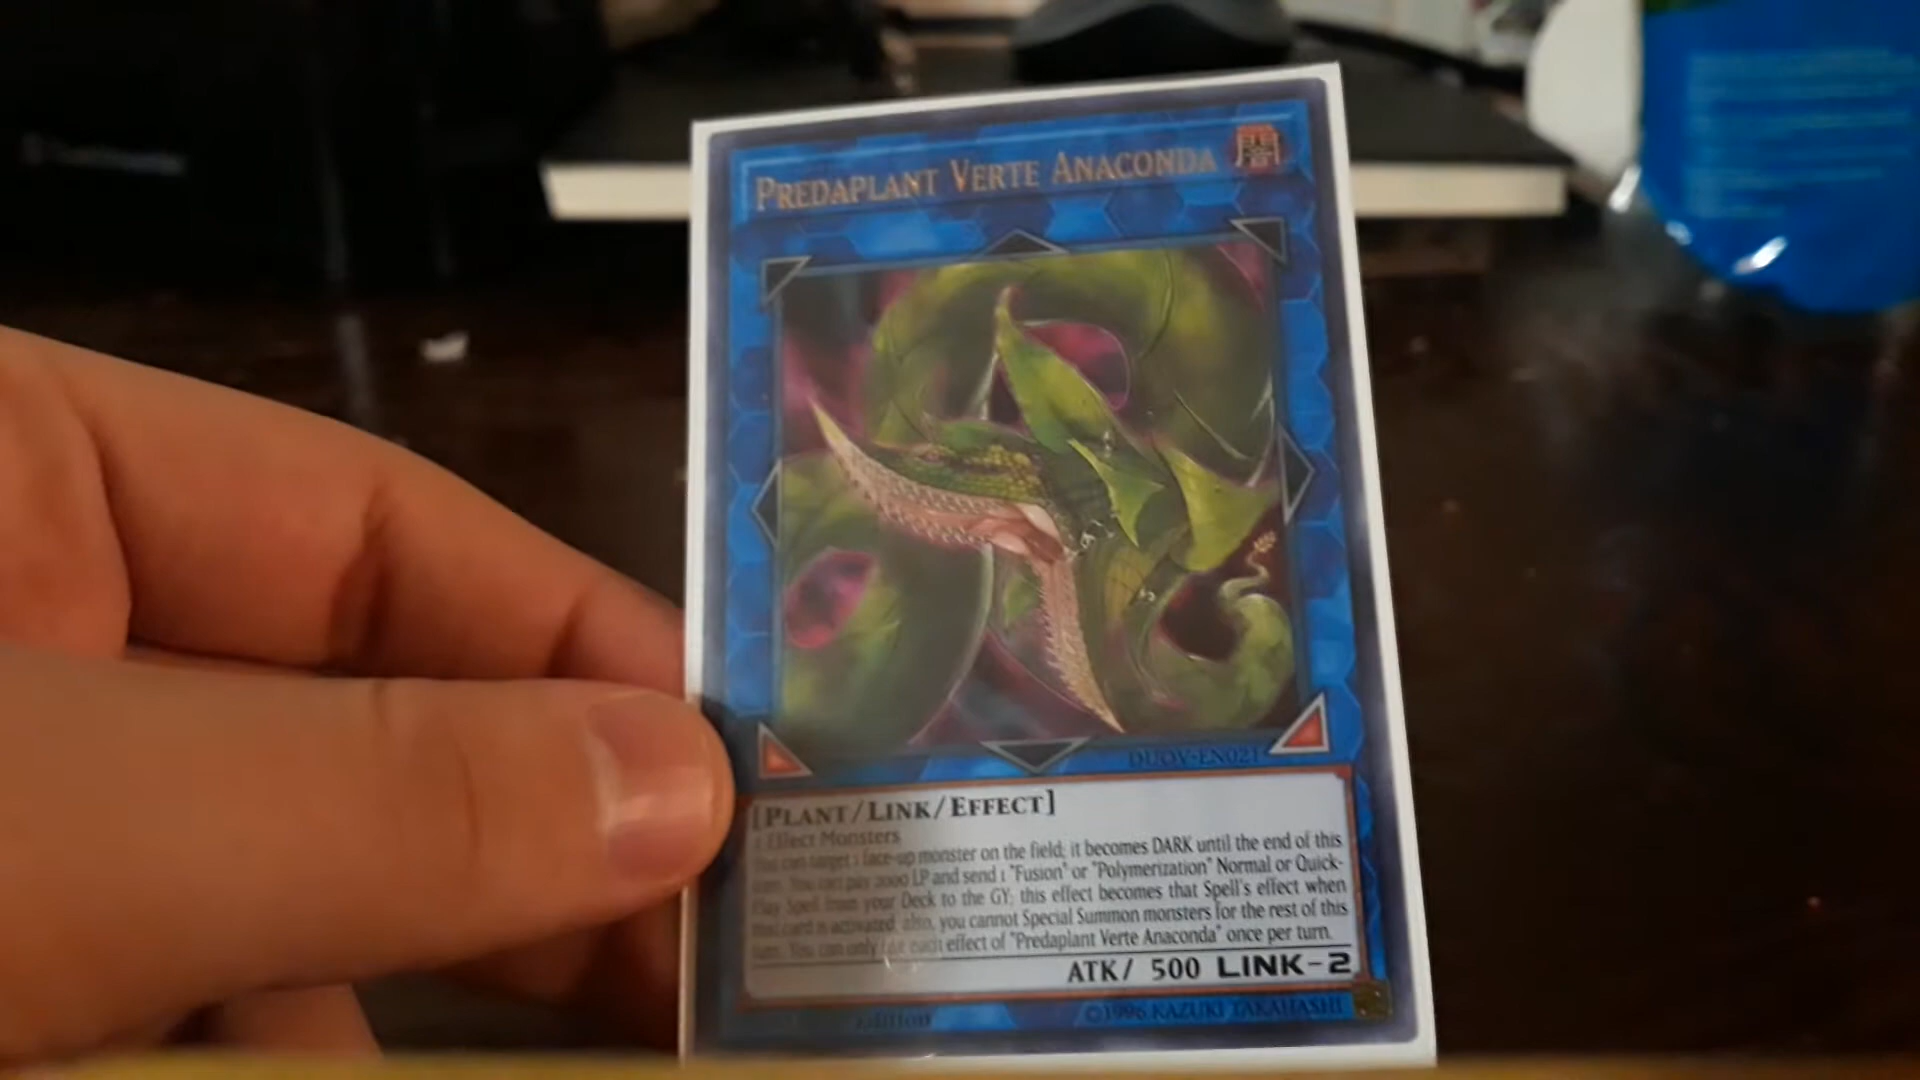 PREDAPLANT VERTE ANACONDA 闇
DUOV-EN021
[PLANT/LINK/EFFECT]
2 Effect Monsters
You can target 1 face-up monster on the field; it becomes DARK until the end of this
turn. You can pay 2000 LP and send 1 "Fusion" or "Polymerization" Normal or Quick-
Play Spell from your Deck to the GY; this effect becomes that Spell's effect when
this card is activated, also, you cannot Special Summon monsters for the rest of this
turn. You can only use each effect of "Predaplant Verte Anaconda" once per turn.
ATK/ 500 LINK-2
Edition ©1996 KAZUKI TAKAHASHI